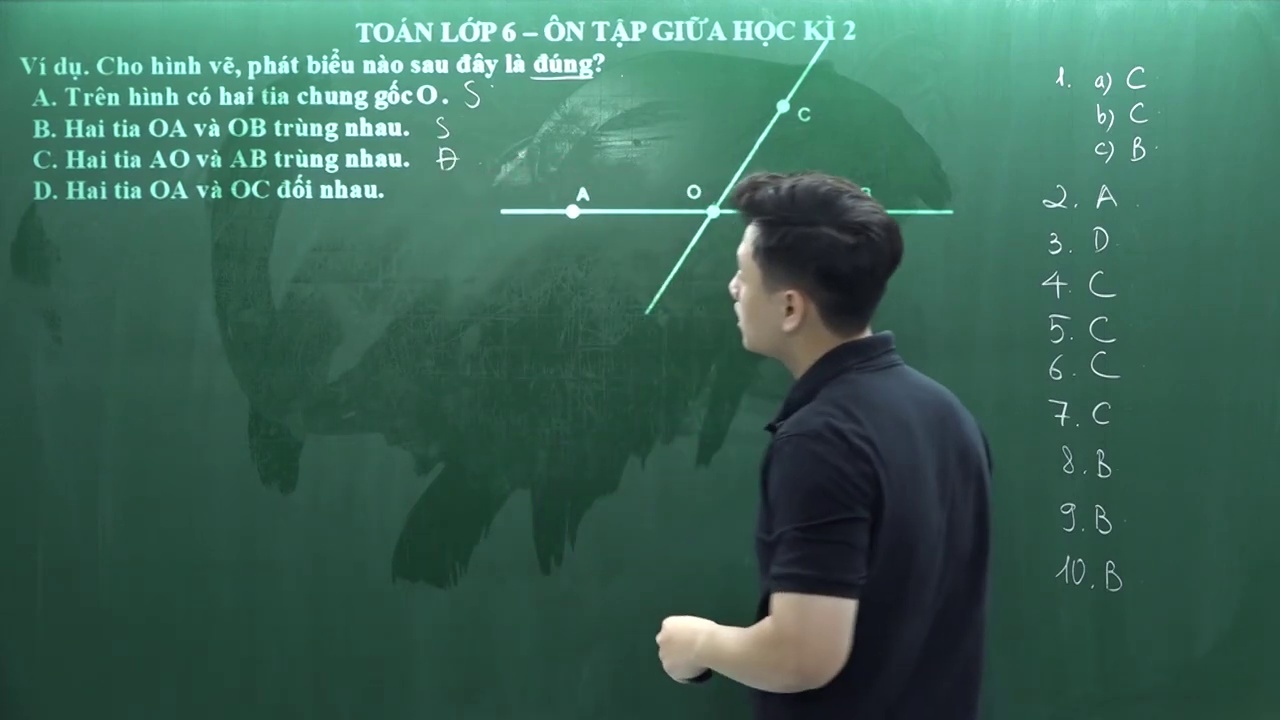 TOÁN LỚP 6 – ÔN TẬP GIỮA HỌC KÌ 2
Ví dụ. Cho hình vẽ, phát biểu nào sau đây là đúng?
A. Trên hình có hai tia chung gốc O. S
B. Hai tia OA và OB trùng nhau. S
C. Hai tia AO và AB trùng nhau. Đ
D. Hai tia OA và OC đối nhau.
C
A
O
1. a) C
b) C
c) B
2. A
3. D
4. C
5. C
6. C
7. C
8. B
9. B
10. B